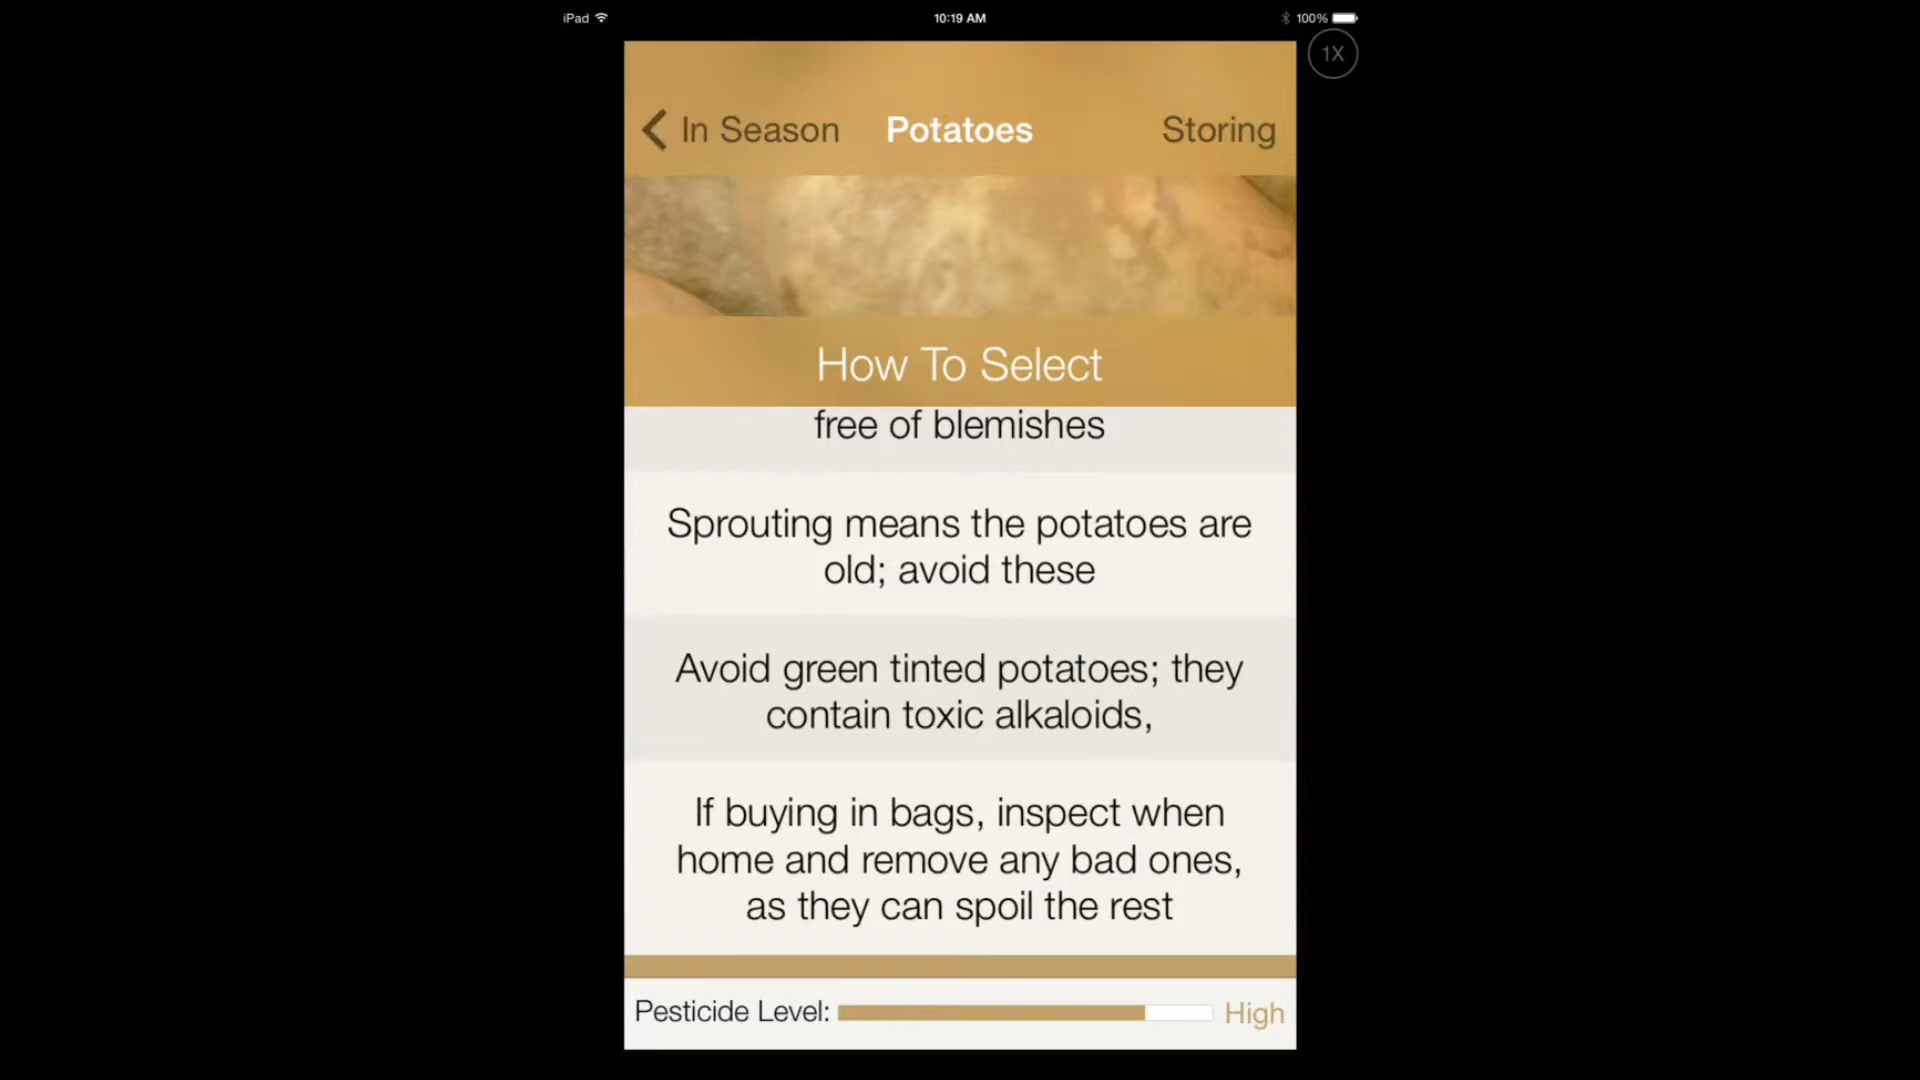 iPad
10:19 AM
100%
1X
In Season
Potatoes
Storing
How To Select
free of blemishes
Sprouting means the potatoes are
old; avoid these
Avoid green tinted potatoes; they
contain toxic alkaloids,
If buying in bags, inspect when
home and remove any bad ones,
as they can spoil the rest
Pesticide Level:
High